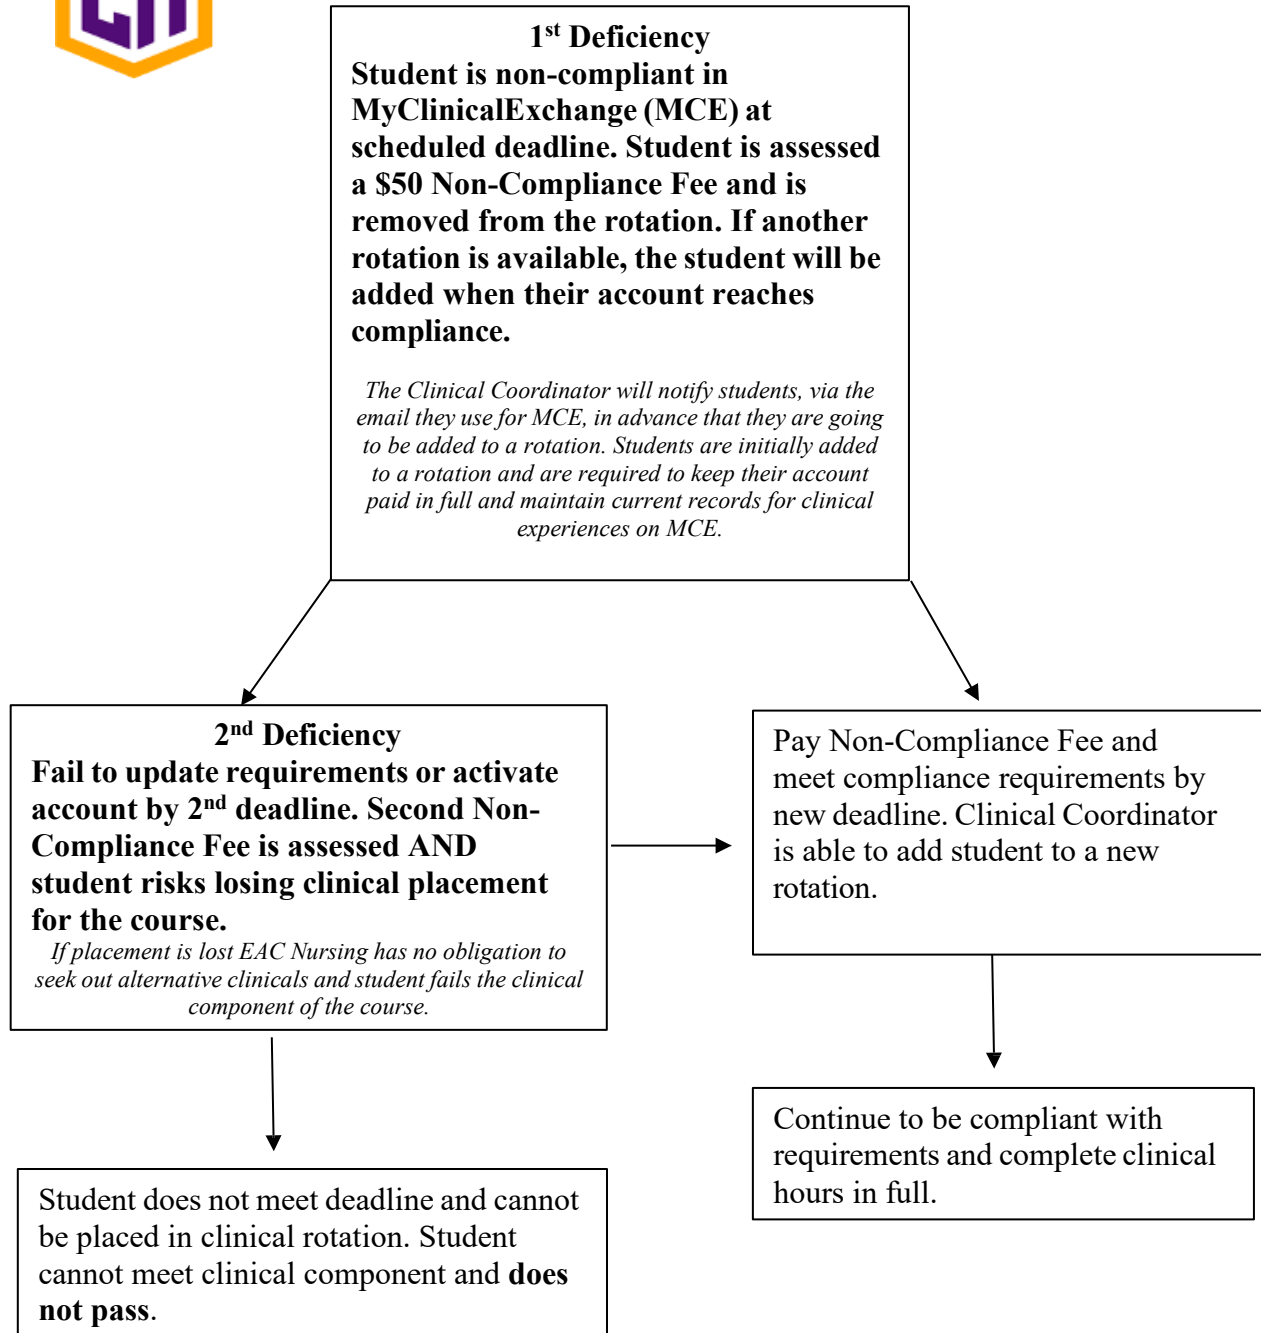 1st Deficiency
Student is non-compliant in
MyClinicalExchange (MCE) at
scheduled deadline. Student is assessed
a $50 Non-Compliance Fee and is
removed from the rotation. If another
rotation is available, the student will be
added when their account reaches
compliance.
The Clinical Coordinator will notify students, via the
email they use for MCE, in advance that they are going
to be added to a rotation. Students are initially added
to a rotation and are required to keep their account
paid in full and maintain current records for clinical
experiences on MCE.
2nd Deficiency
Fail to update requirements or activate
account by 2nd deadline. Second Non-
Compliance Fee is assessed AND
student risks losing clinical placement
for the course.
If placement is lost EAC Nursing has no obligation to
seek out alternative clinicals and student fails the clinical
component of the course.
Pay Non-Compliance Fee and
meet compliance requirements by
new deadline. Clinical Coordinator
is able to add student to a new
rotation.
Student does not meet deadline and cannot
be placed in clinical rotation. Student
cannot meet clinical component and does
not pass.
Continue to be compliant with
requirements and complete clinical
hours in full.